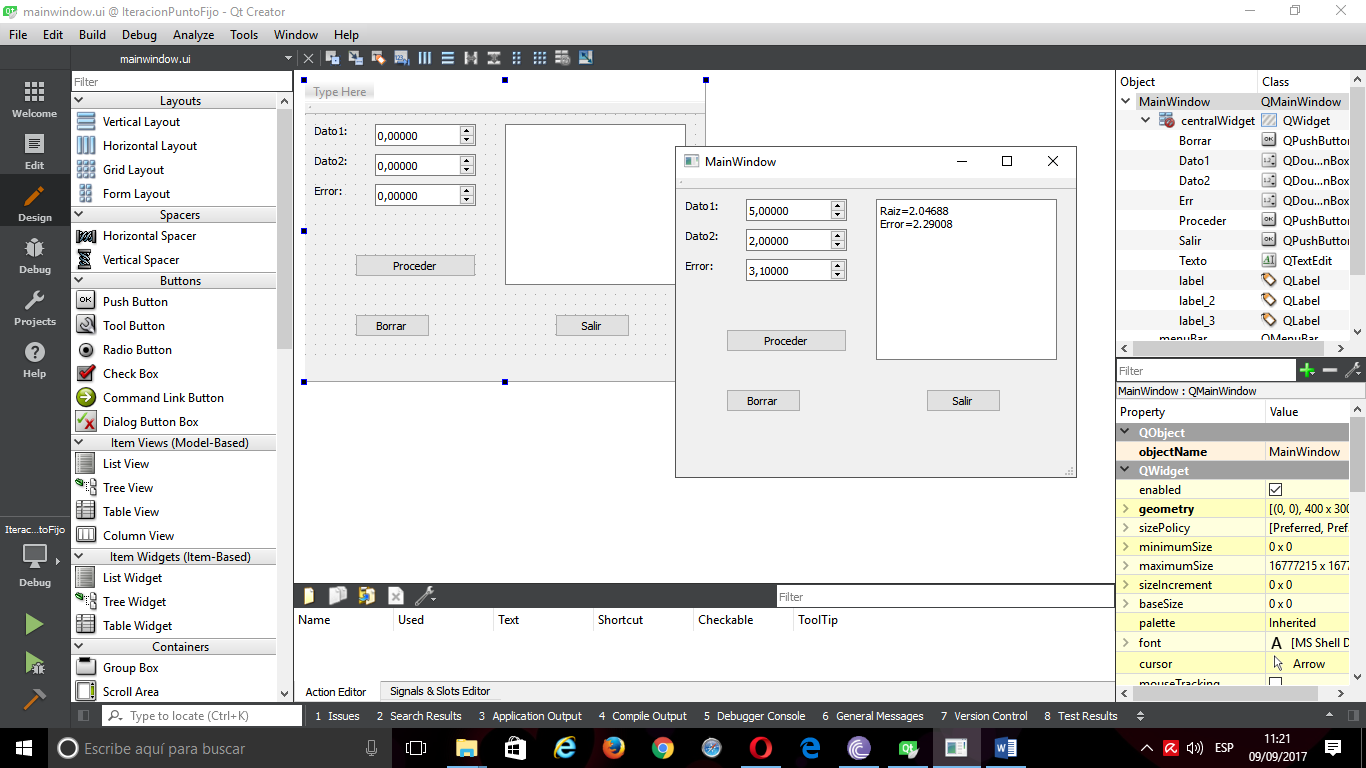 mainwindow.ui @ IteracionPuntoFijo - Qt Creator
File Edit Build Debug Analyze Tools Window Help
mainwindow.ui
Welcome
Edit
Design
Debug
Projects
Help
Iterac...toFijo
Debug
Filter
Layouts
Vertical Layout
Horizontal Layout
Grid Layout
Form Layout
Spacers
Horizontal Spacer
Vertical Spacer
Buttons
Push Button
Tool Button
Radio Button
Check Box
Command Link Button
Dialog Button Box
Item Views (Model-Based)
List View
Tree View
Table View
Column View
Item Widgets (Item-Based)
List Widget
Tree Widget
Table Widget
Containers
Group Box
Scroll Area
Type Here
Dato1: 0,00000
Dato2: 0,00000
Error: 0,00000
Proceder
Borrar Salir
MainWindow
Dato1: 5,00000
Dato2: 2,00000
Error: 3,10000
Raiz=2.04688
Error=2.29008
Proceder
Borrar Salir
Filter
Name Used Text Shortcut Checkable ToolTip
Action Editor Signals & Slots Editor
Object Class
MainWindow QMainWindow
centralWidget QWidget
Borrar QPushButto
Dato1 QDou...nBox
Dato2 QDou...nBox
Err QDou...nBox
Proceder QPushButto
Salir QPushButto
Texto QTextEdit
label QLabel
label_2 QLabel
label_3 QLabel
menuBar QMenuBar
Filter
MainWindow : QMainWindow
Property Value
QObject
objectName MainWindow
QWidget
enabled
geometry [(0, 0), 400 x 300
sizePolicy [Preferred, Pref.
minimumSize 0 x 0
maximumSize 16777215 x 1677
sizeIncrement 0 x 0
baseSize 0 x 0
palette Inherited
font A [MS Shell D
cursor Arrow
mouseTracking
Type to locate (Ctrl+K) 1 Issues 2 Search Results 3 Application Output 4 Compile Output 5 Debugger Console 6 General Messages 7 Version Control 8 Test Results
Escribe aquí para buscar
ESP
11:21
09/09/2017